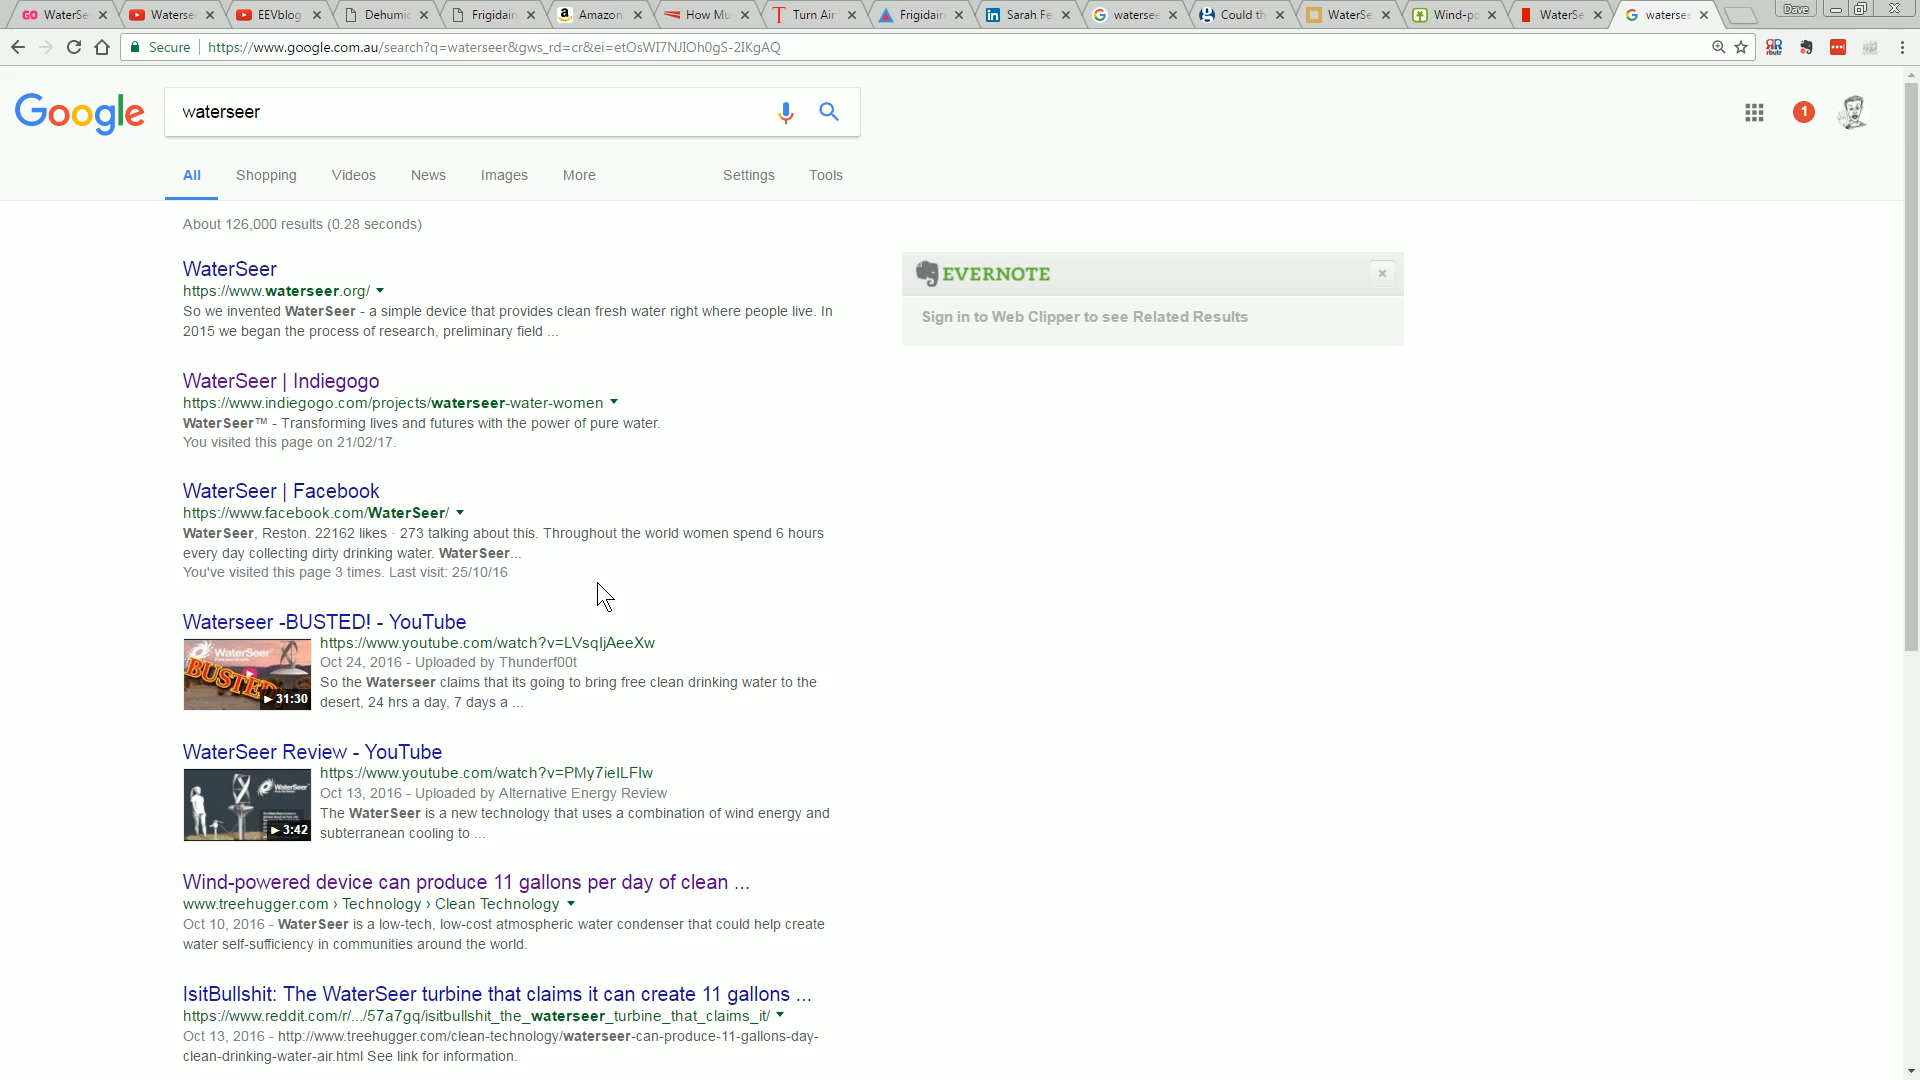 WaterSe
Waterse
EEVblog
Dehumid
Frigidair
Amazon.
How Mu
Turn Air
Frigidair
Sarah Fe
waterse
Could th
WaterSe
Wind-po
WaterSe
waterse
Dave
Secure https://www.google.com.au/search?q=waterseer&gws_rd=cr&ei=etOsWI7NJIOh0gS-2IKgAQ
Google waterseer
1
All Shopping Videos News Images More Settings Tools
About 126,000 results (0.28 seconds)
WaterSeer
https://www.waterseer.org/
So we invented WaterSeer - a simple device that provides clean fresh water right where people live. In
2015 we began the process of research, preliminary field ...
EVERNOTE
Sign in to Web Clipper to see Related Results
WaterSeer | Indiegogo
https://www.indiegogo.com/projects/waterseer-water-women
WaterSeer™ - Transforming lives and futures with the power of pure water.
You visited this page on 21/02/17.
WaterSeer | Facebook
https://www.facebook.com/WaterSeer/
WaterSeer, Reston. 22162 likes · 273 talking about this. Throughout the world women spend 6 hours
every day collecting dirty drinking water. WaterSeer...
You've visited this page 3 times. Last visit: 25/10/16
Waterseer -BUSTED! - YouTube
WaterSeer
BUSTED
31:30
https://www.youtube.com/watch?v=LVsqIjAeeXw
Oct 24, 2016 - Uploaded by Thunderf00t
So the Waterseer claims that its going to bring free clean drinking water to the
desert, 24 hrs a day, 7 days a ...
WaterSeer Review - YouTube
WaterSeer
3:42
https://www.youtube.com/watch?v=PMy7ieILFIw
Oct 13, 2016 - Uploaded by Alternative Energy Review
The WaterSeer is a new technology that uses a combination of wind energy and
subterranean cooling to ...
Wind-powered device can produce 11 gallons per day of clean ...
www.treehugger.com › Technology › Clean Technology
Oct 10, 2016 - WaterSeer is a low-tech, low-cost atmospheric water condenser that could help create
water self-sufficiency in communities around the world.
IsitBullshit: The WaterSeer turbine that claims it can create 11 gallons ...
https://www.reddit.com/r/.../57a7gq/isitbullshit_the_waterseer_turbine_that_claims_it/
Oct 13, 2016 - http://www.treehugger.com/clean-technology/waterseer-can-produce-11-gallons-day-
clean-drinking-water-air.html See link for information.